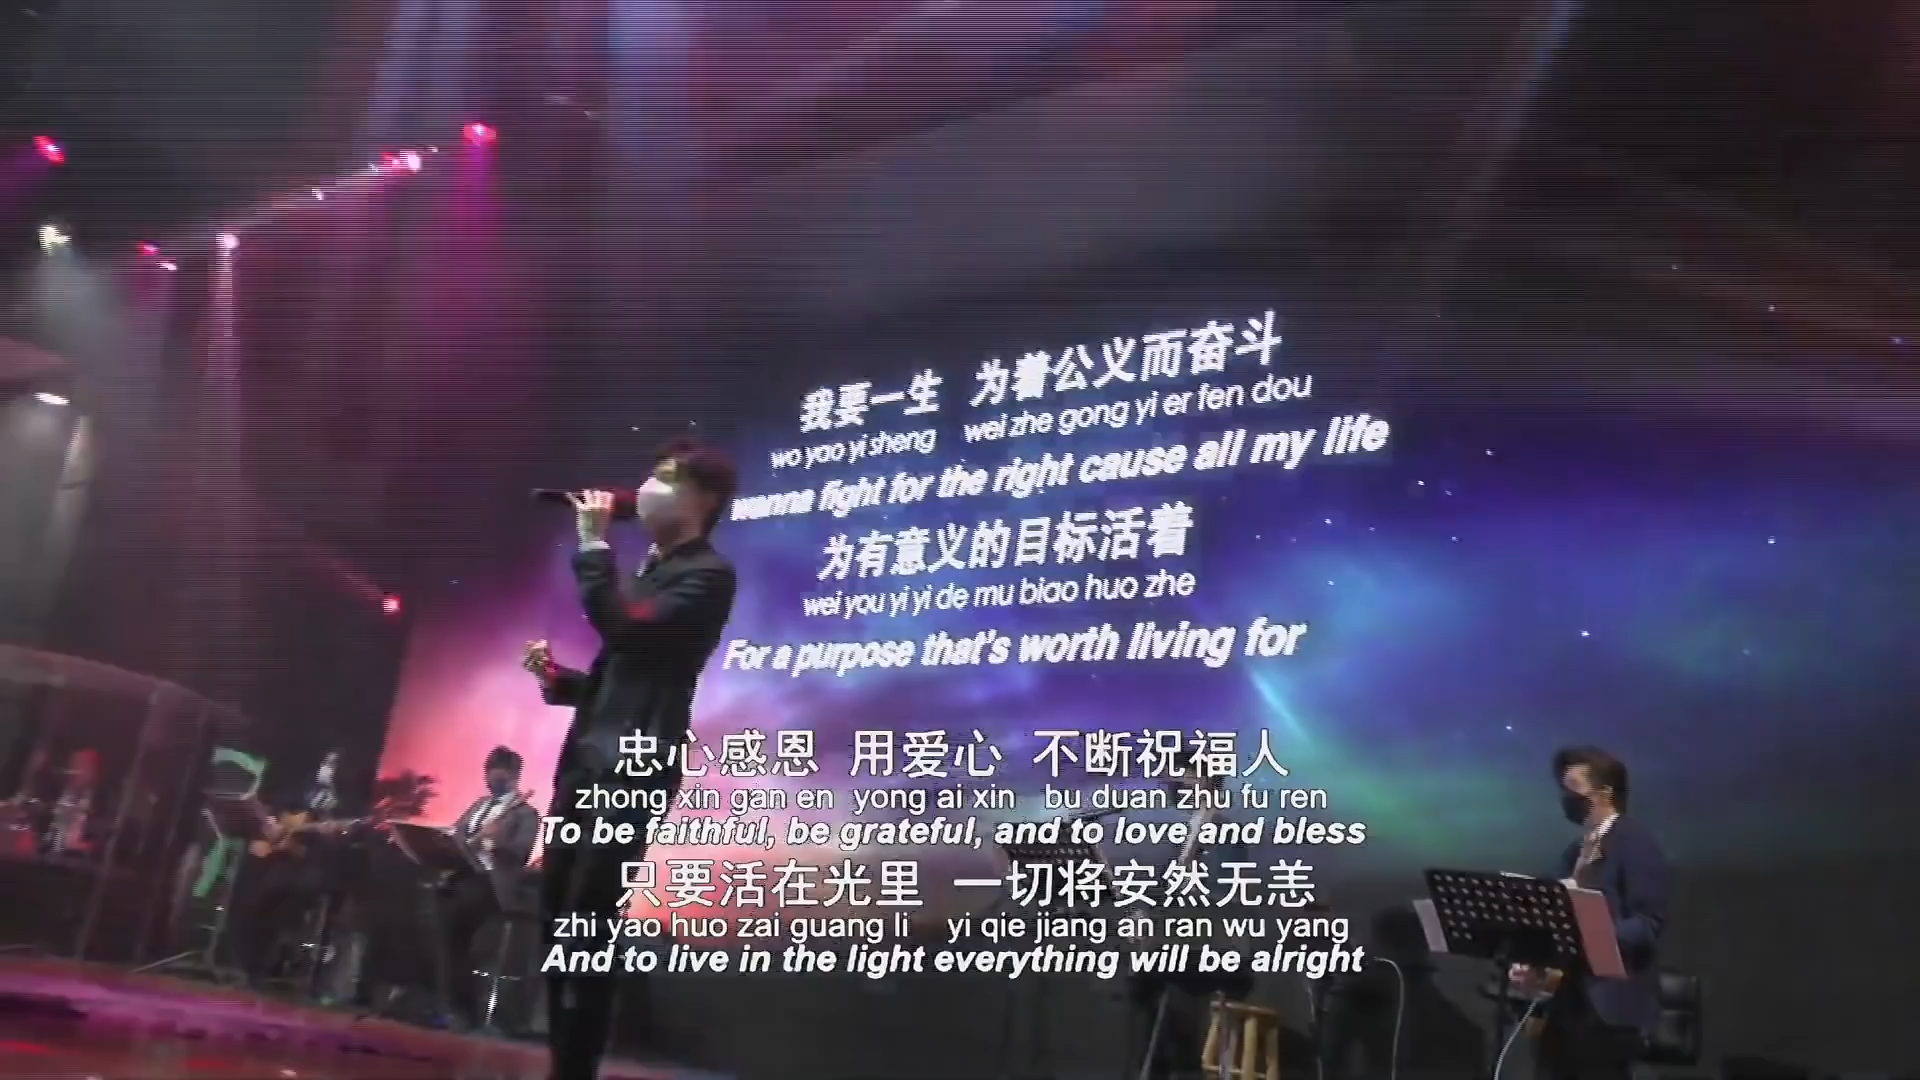 我要一生 为着公义而奋斗
wo yao yi sheng wei zhe gong yi er fen dou
wanna fight for the right cause all my life
为有意义的目标活着
wei you yi yi de mu biao huo zhe
For a purpose that's worth living for
忠心感恩 用爱心 不断祝福人
zhong xin gan en yong ai xin bu duan zhu fu ren
To be faithful, be grateful, and to love and bless
只要活在光里 一切将安然无恙
zhi yao huo zai guang li yi qie jiang an ran wu yang
And to live in the light everything will be alright